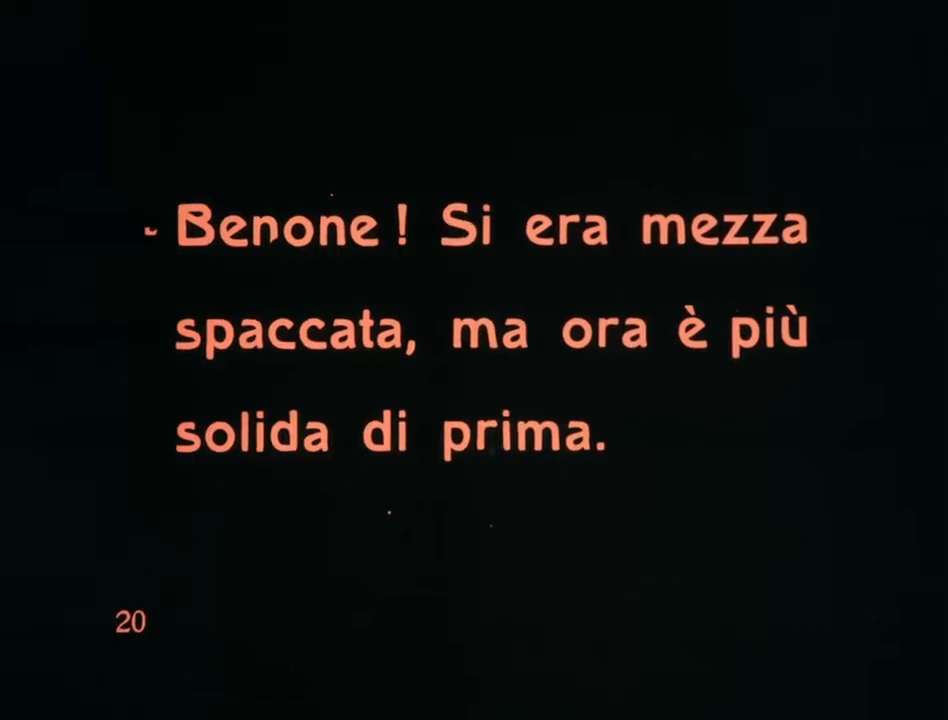 - Benone! Si era mezza
spaccata, ma ora è più
solida di prima.
20